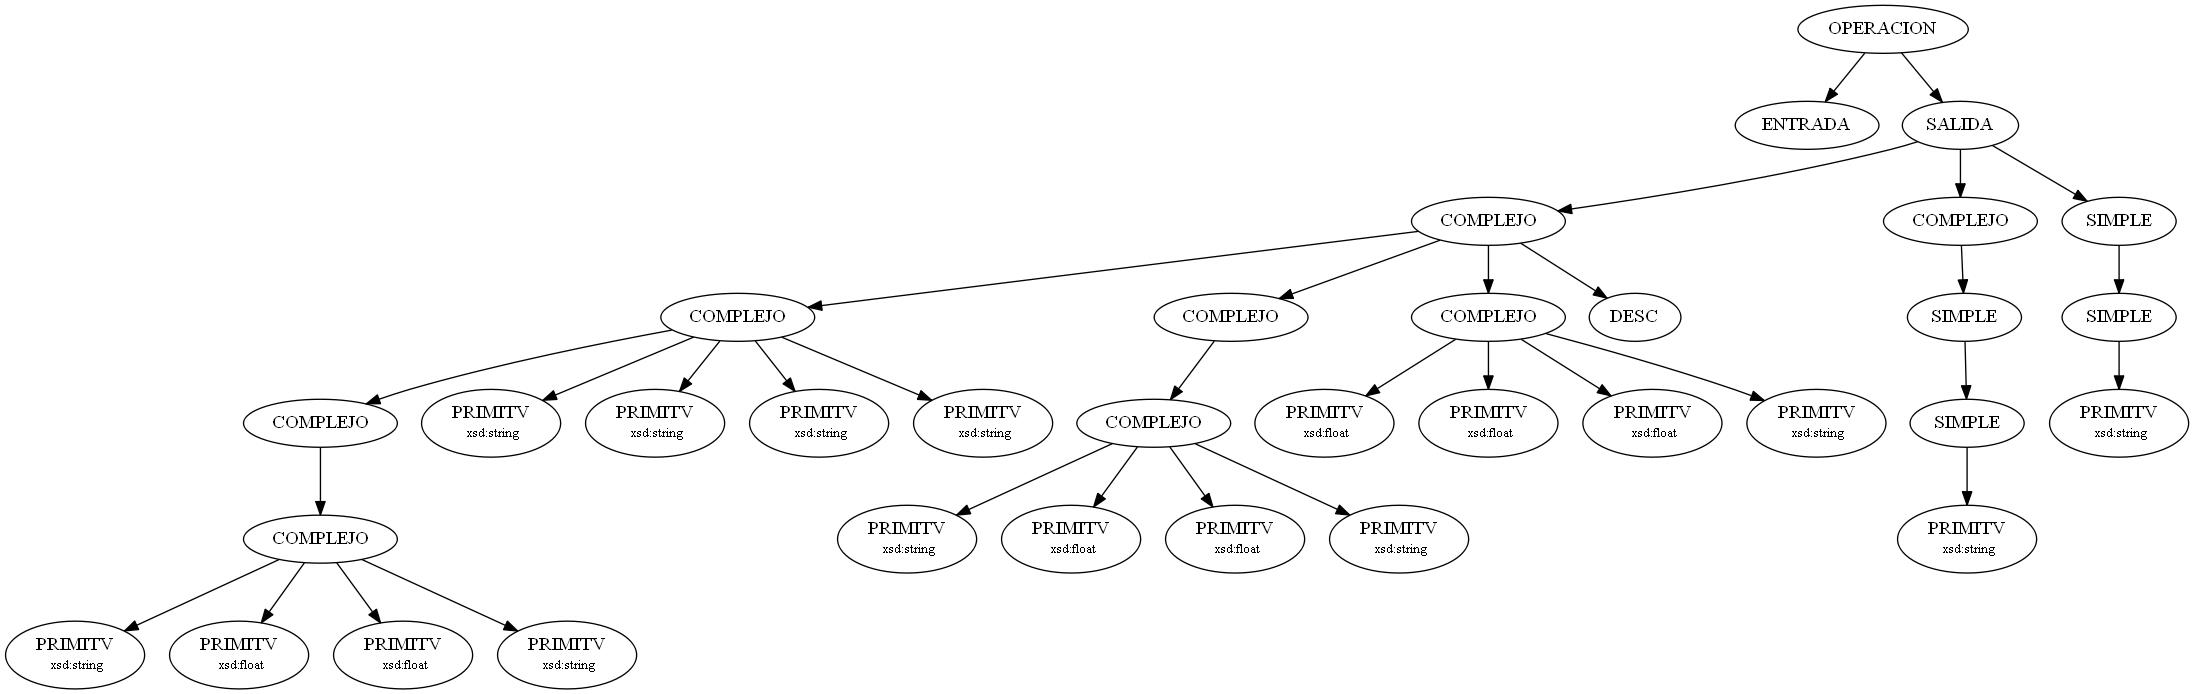 OPERACION
ENTRADA
SALIDA
COMPLEJO
COMPLEJO
SIMPLE
COMPLEJO
COMPLEJO
COMPLEJO
DESC
SIMPLE
SIMPLE
COMPLEJO
PRIMITV
xsd:string
PRIMITV
xsd:string
PRIMITV
xsd:string
PRIMITV
xsd:string
COMPLEJO
PRIMITV
xsd:float
PRIMITV
xsd:float
PRIMITV
xsd:float
PRIMITV
xsd:string
SIMPLE
PRIMITV
xsd:string
COMPLEJO
PRIMITV
xsd:string
PRIMITV
xsd:float
PRIMITV
xsd:float
PRIMITV
xsd:string
PRIMITV
xsd:string
PRIMITV
xsd:string
PRIMITV
xsd:float
PRIMITV
xsd:float
PRIMITV
xsd:string